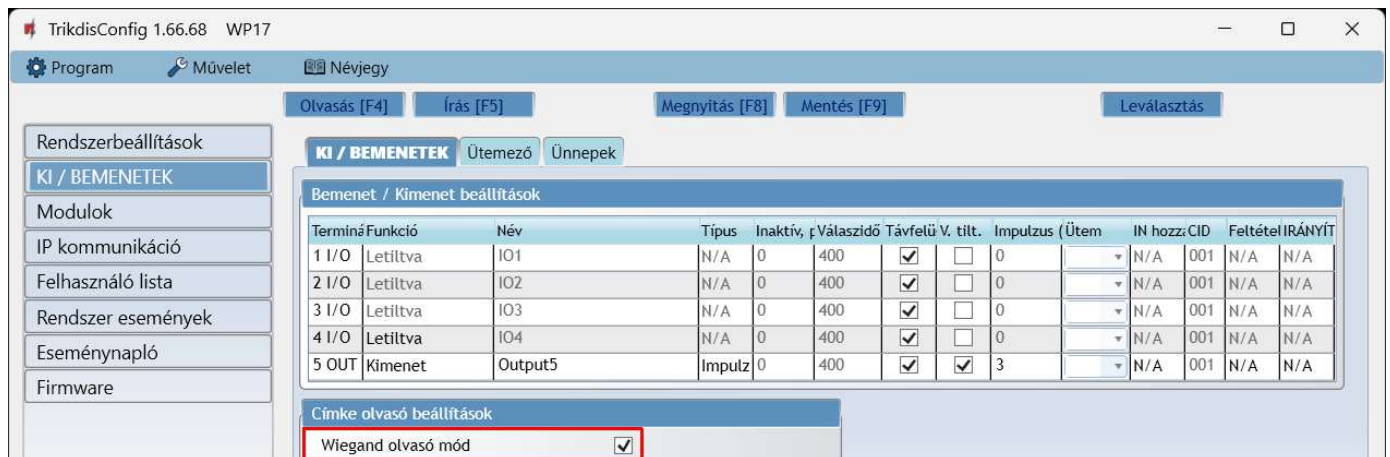 TrikdisConfig 1.66.68 WP17
Program Művelet Névjegy
Olvasás [F4] Írás [F5] Megnyitás [F8] Mentés [F9] Leválasztás
Rendszerbeállítások
KI / BEMENETEK
Modulok
IP kommunikáció
Felhasználó lista
Rendszer események
Eseménynapló
Firmware
KI / BEMENETEK Ütemező Ünnepek
Bemenet / Kimenet beállítások
Terminá Funkció Név Típus Inaktív, p Válaszidő Távfelü V. tilt. Impulzus ( Ütem IN hozzá CID Feltétel IRÁNYÍT
1 I/O Letiltva IO1 N/A 0 400 0 N/A 001 N/A N/A
2 I/O Letiltva IO2 N/A 0 400 0 N/A 001 N/A N/A
3 I/O Letiltva IO3 N/A 0 400 0 N/A 001 N/A N/A
4 I/O Letiltva IO4 N/A 0 400 0 N/A 001 N/A N/A
5 OUT Kimenet Output5 Impulz 0 400 3 N/A 001 N/A N/A
Címke olvasó beállítások
Wiegand olvasó mód